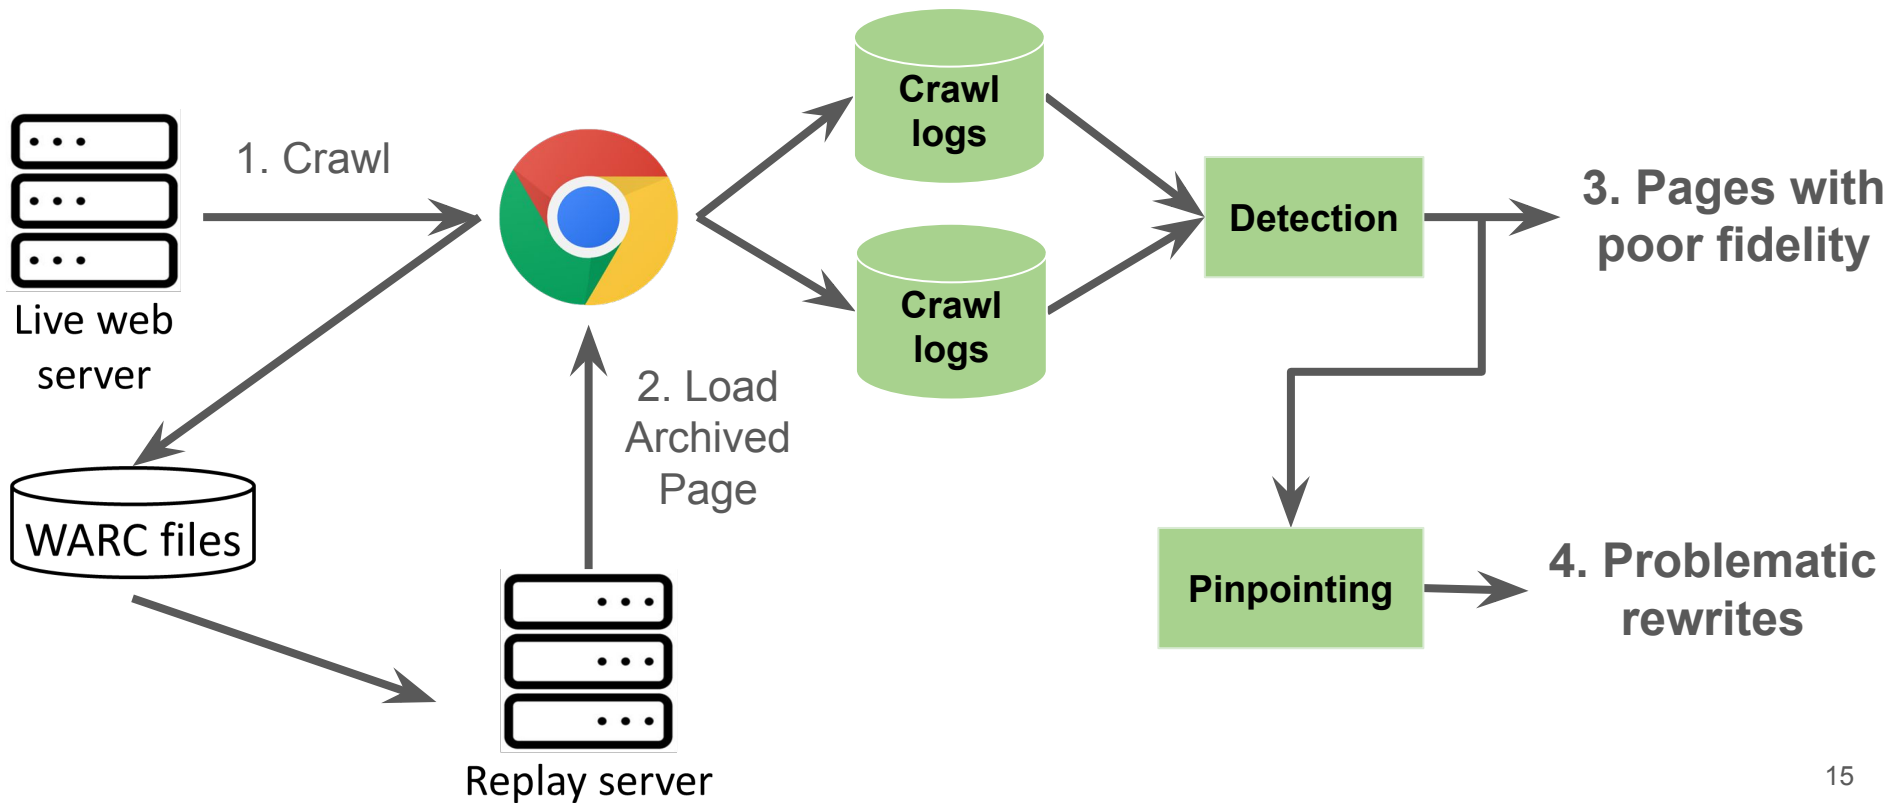 Crawl
logs
1. Crawl
Live web
server
Crawl
logs
Detection
3. Pages with
poor fidelity
2. Load
Archived
Page
WARC files
Pinpointing
4. Problematic
rewrites
Replay server
15